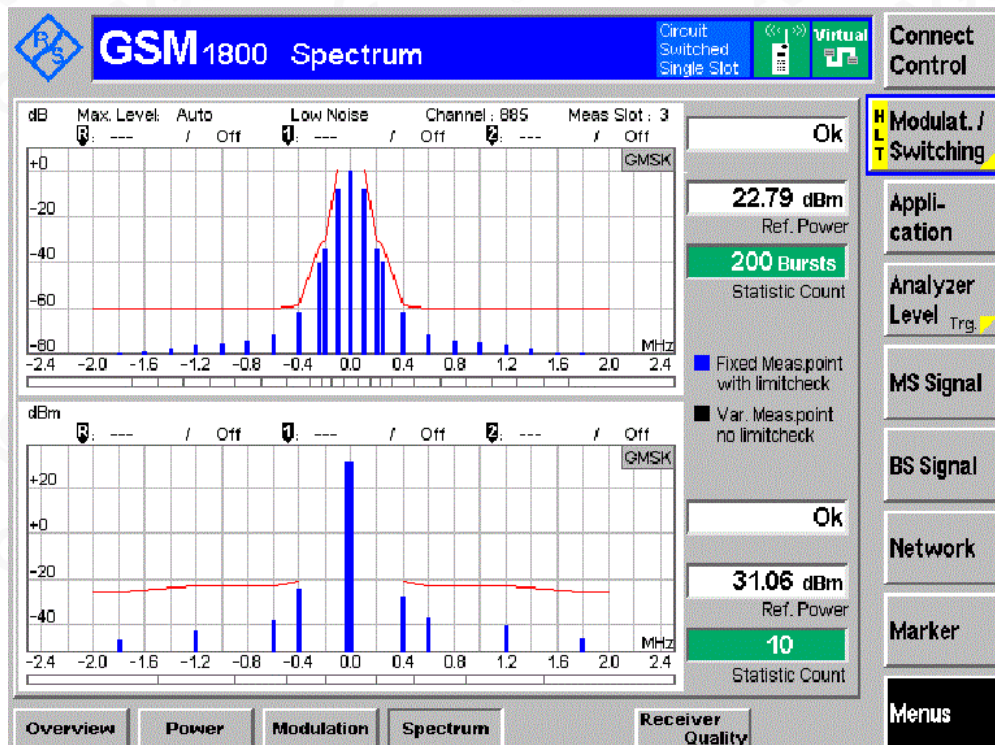 R S
GSM 1800 Spectrum
Circuit
Switched
Single Slot
Virtual
Connect
Control
dB Max. Level: Auto Low Noise Channel : 885 Meas Slot : 3
R : --- / Off 1 : --- / Off 2 : --- / Off
GMSK
+0
-20
-40
-60
-80
MHz
-2.4 -2.0 -1.6 -1.2 -0.8 -0.4 0.0 0.4 0.8 1.2 1.6 2.0 2.4
Ok
22.79 dBm
Ref. Power
200 Bursts
Statistic Count
Fixed Meas.point
with limitcheck
Var. Meas.point
no limitcheck
dBm
R : --- / Off 1 : --- / Off 2 : --- / Off
GMSK
+20
+0
-20
-40
MHz
-2.4 -2.0 -1.6 -1.2 -0.8 -0.4 0.0 0.4 0.8 1.2 1.6 2.0 2.4
Ok
31.06 dBm
Ref. Power
10
Statistic Count
HLT
Modulat. /
Switching
Appli-
cation
Analyzer
Level Trg.
MS Signal
BS Signal
Network
Marker
Menus
Overview Power Modulation Spectrum Receiver
Quality